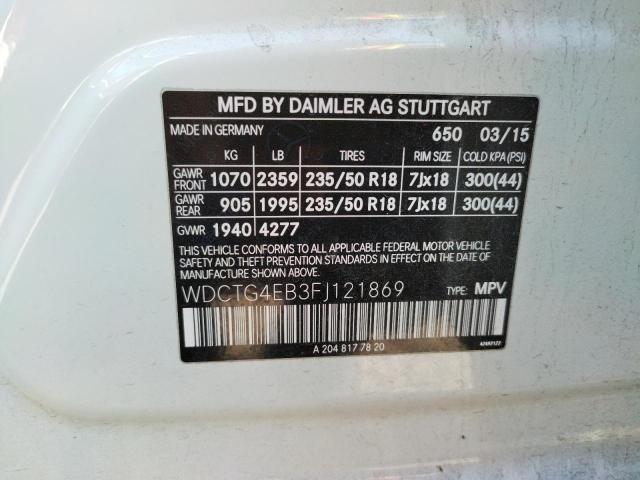 MFD BY DAIMLER AG STUTTGART
MADE IN GERMANY 650 03/15
KG LB TIRES RIM SIZE COLD KPA (PSI)
GAWR FRONT 1070 2359 235/50 R18 7Jx18 300(44)
GAWR REAR 905 1995 235/50 R18 7Jx18 300(44)
GVWR 1940 4277
THIS VEHICLE CONFORMS TO ALL APPLICABLE FEDERAL MOTOR VEHICLE
SAFETY AND THEFT PREVENTION STANDARDS IN EFFECT ON THE
DATE OF MANUFACTURE SHOWN ABOVE.
WDCTG4EB3FJ121869 TYPE: MPV
A 204 817 78 20